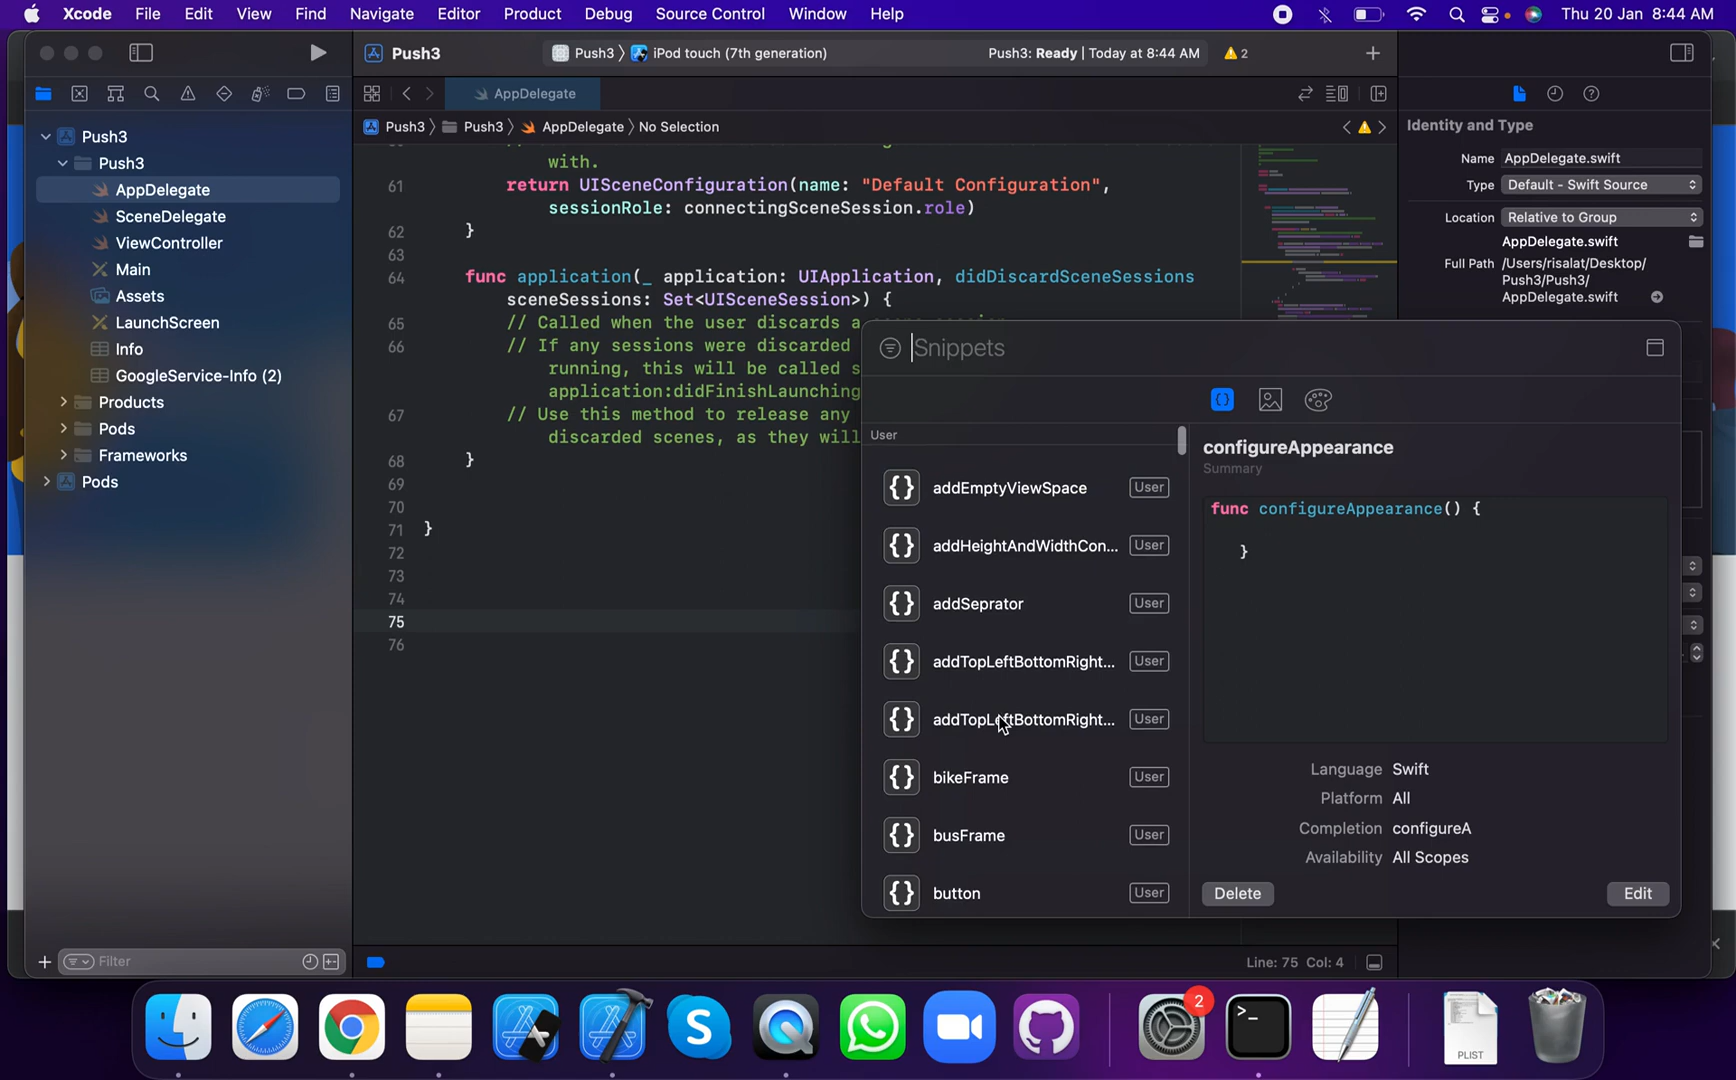 Xcode File Edit View Find Navigate Editor Product Debug Source Control Window Help Thu 20 Jan 8:44 AM
Push3 Push3 iPod touch (7th generation) Push3: Ready | Today at 8:44 AM 2
AppDelegate
Push3 Push3 AppDelegate No Selection
Push3
Push3
AppDelegate
SceneDelegate
ViewController
Main
Assets
LaunchScreen
Info
GoogleService-Info (2)
Products
Pods
Frameworks
Pods
Filter
with.
61 return UISceneConfiguration(name: "Default Configuration",
sessionRole: connectingSceneSession.role)
62 }
63
64 func application(_ application: UIApplication, didDiscardSceneSessions
sceneSessions: Set<UISceneSession>) {
65 // Called when the user discards a
66 // If any sessions were discarded
running, this will be called s
application:didFinishLaunching
67 // Use this method to release any
discarded scenes, as they will
68 }
69
70
71 }
72
73
74
75
76
Line: 75 Col: 4
Identity and Type
Name AppDelegate.swift
Type Default - Swift Source
Location Relative to Group
AppDelegate.swift
Full Path /Users/risalat/Desktop/
Push3/Push3/
AppDelegate.swift
Snippets
User
addEmptyViewSpace User
addHeightAndWidthCon... User
addSeprator User
addTopLeftBottomRight... User
addTopLeftBottomRight... User
bikeFrame User
busFrame User
button User
configureAppearance
Summary
func configureAppearance() {
}
Language Swift
Platform All
Completion configureA
Availability All Scopes
Delete Edit
2
PLIST